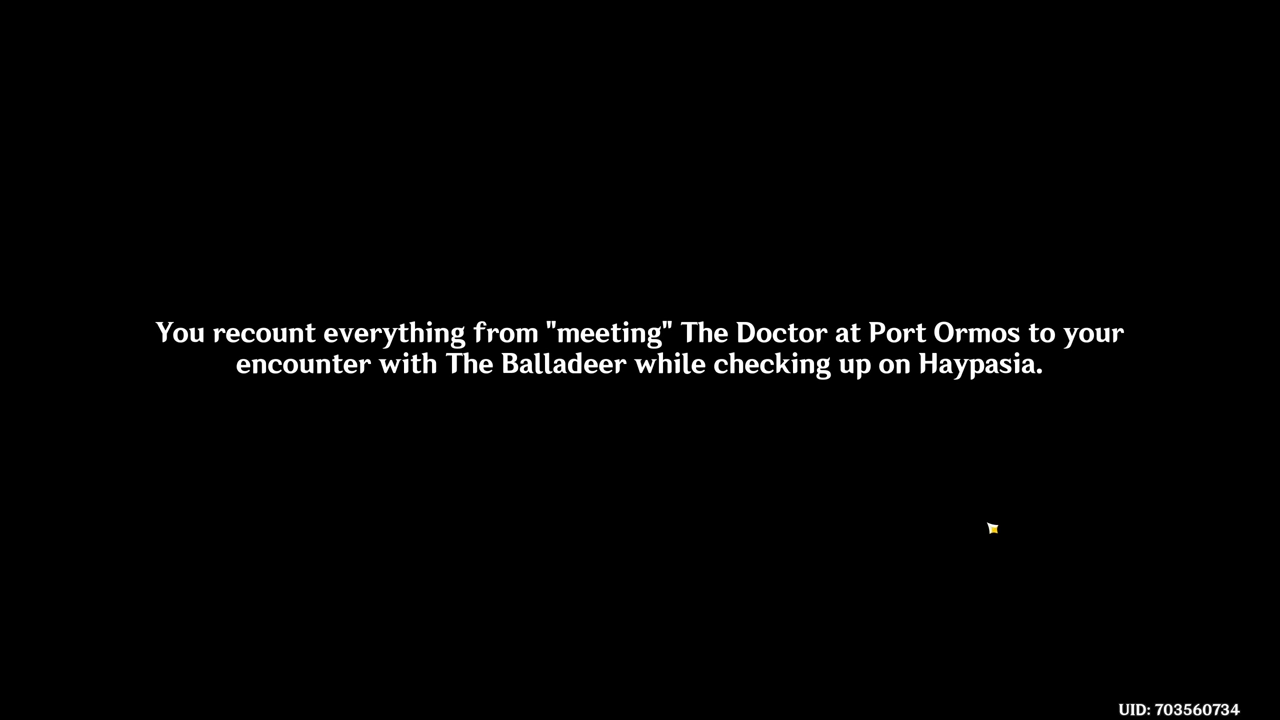 You recount everything from "meeting" The Doctor at Port Ormos to your
encounter with The Balladeer while checking up on Haypasia.
UID: 703560734